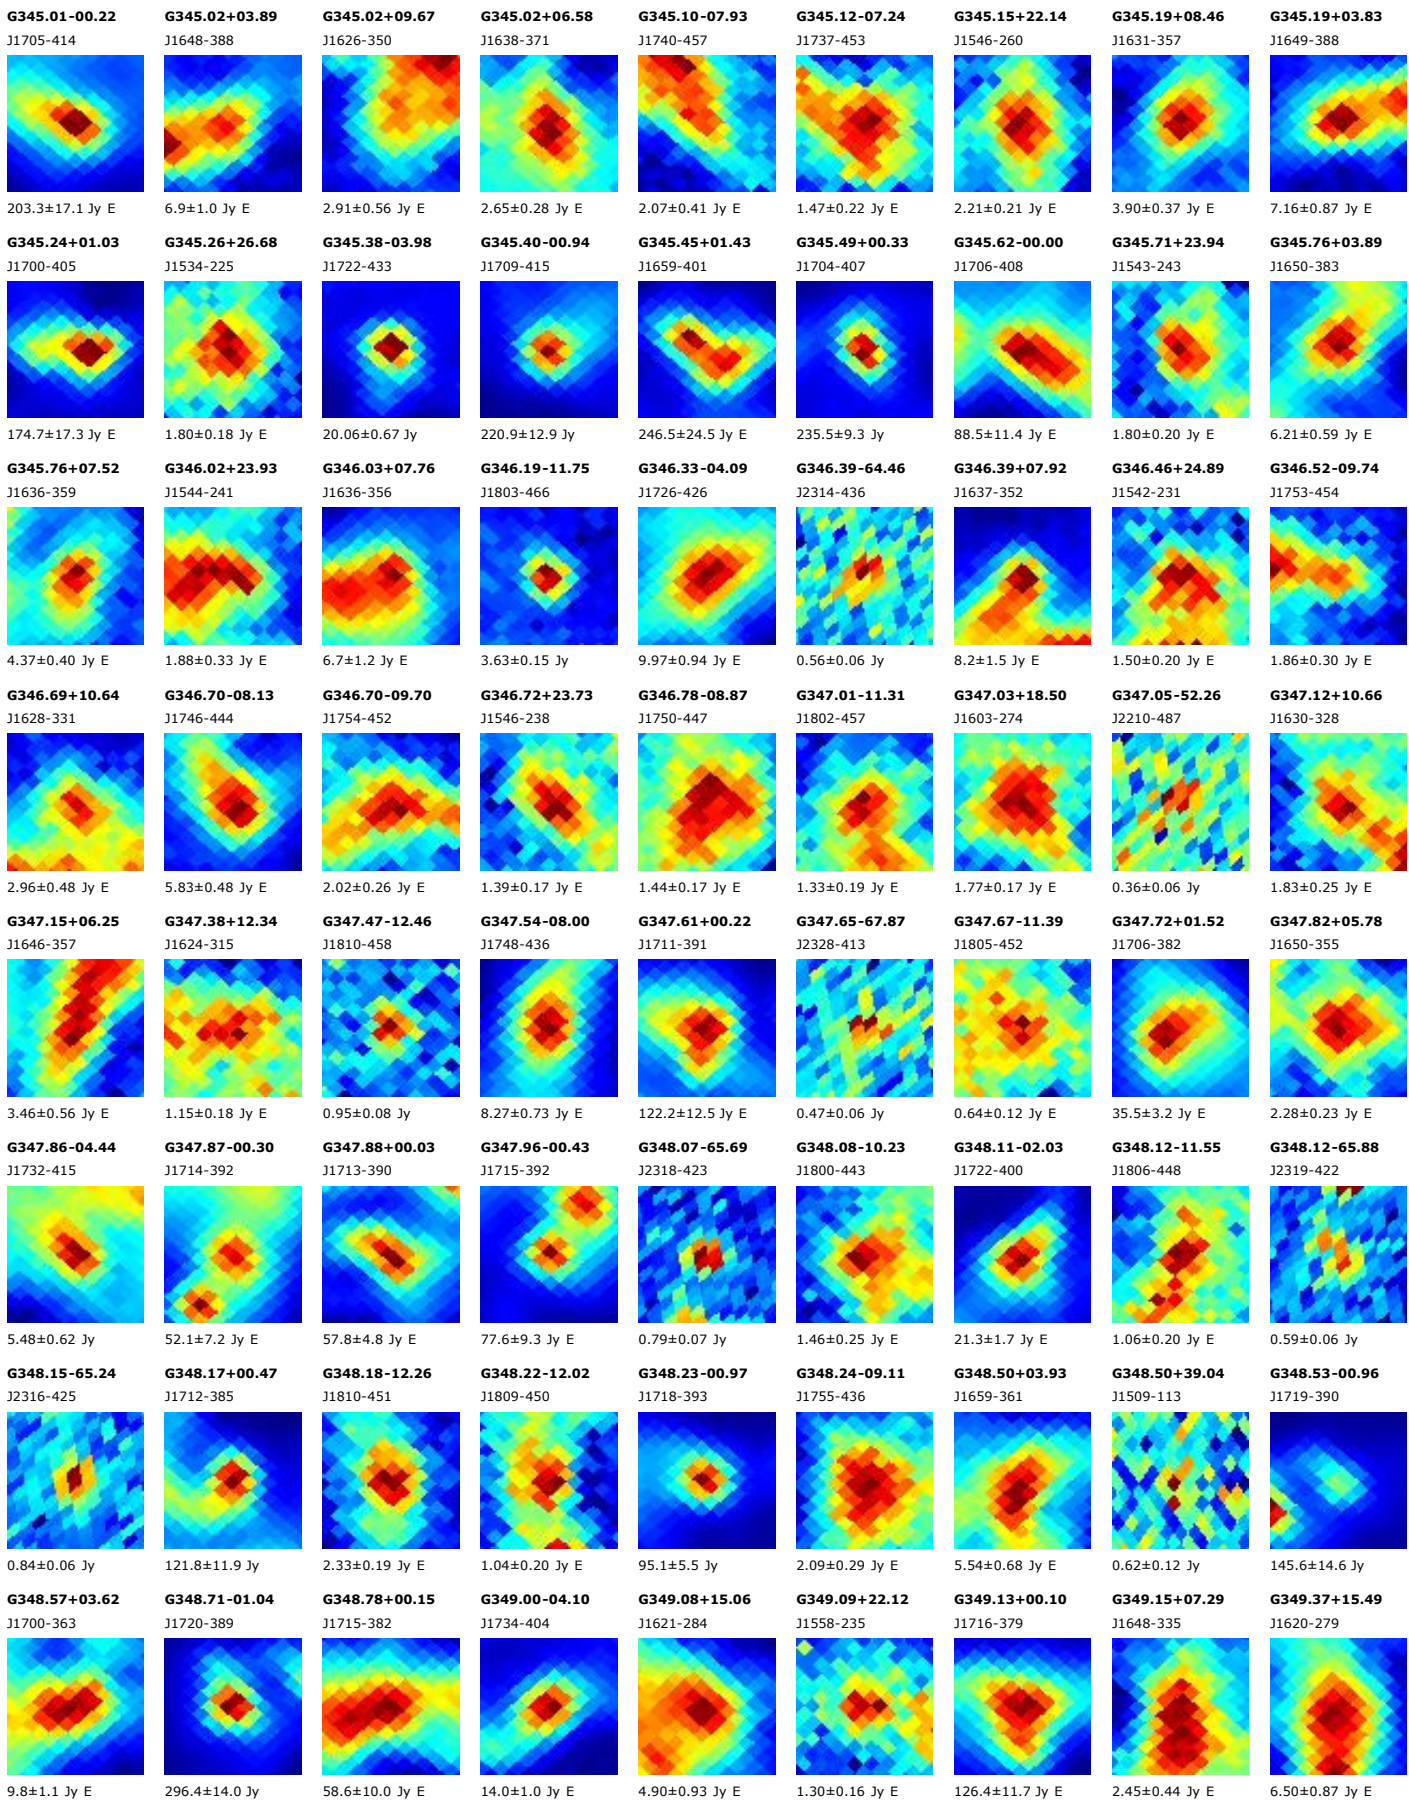 G345.01-00.22 G345.02+03.89 G345.02+09.67 G345.02+06.58 G345.10-07.93 G345.12-07.24 G345.15+22.14 G345.19+08.46 G345.19+03.83
J1705-414 J1648-388 J1626-350 J1638-371 J1740-457 J1737-453 J1546-260 J1631-357 J1649-388
203.3±17.1 Jy E 6.9±1.0 Jy E 2.91±0.56 Jy E 2.65±0.28 Jy E 2.07±0.41 Jy E 1.47±0.22 Jy E 2.21±0.21 Jy E 3.90±0.37 Jy E 7.16±0.87 Jy E
G345.24+01.03 G345.26+26.68 G345.38-03.98 G345.40-00.94 G345.45+01.43 G345.49+00.33 G345.62-00.00 G345.71+23.94 G345.76+03.89
J1700-405 J1534-225 J1722-433 J1709-415 J1659-401 J1704-407 J1706-408 J1543-243 J1650-383
174.7±17.3 Jy E 1.80±0.18 Jy E 20.06±0.67 Jy 220.9±12.9 Jy 246.5±24.5 Jy E 235.5±9.3 Jy 88.5±11.4 Jy E 1.80±0.20 Jy E 6.21±0.59 Jy E
G345.76+07.52 G346.02+23.93 G346.03+07.76 G346.19-11.75 G346.33-04.09 G346.39-64.46 G346.39+07.92 G346.46+24.89 G346.52-09.74
J1636-359 J1544-241 J1636-356 J1803-466 J1726-426 J2314-436 J1637-352 J1542-231 J1753-454
4.37±0.40 Jy E 1.88±0.33 Jy E 6.7±1.2 Jy E 3.63±0.15 Jy 9.97±0.94 Jy E 0.56±0.06 Jy 8.2±1.5 Jy E 1.50±0.20 Jy E 1.86±0.30 Jy E
G346.69+10.64 G346.70-08.13 G346.70-09.70 G346.72+23.73 G346.78-08.87 G347.01-11.31 G347.03+18.50 G347.05-52.26 G347.12+10.66
J1628-331 J1746-444 J1754-452 J1546-238 J1750-447 J1802-457 J1603-274 J2210-487 J1630-328
2.96±0.48 Jy E 5.83±0.48 Jy E 2.02±0.26 Jy E 1.39±0.17 Jy E 1.44±0.17 Jy E 1.33±0.19 Jy E 1.77±0.17 Jy E 0.36±0.06 Jy 1.83±0.25 Jy E
G347.15+06.25 G347.38+12.34 G347.47-12.46 G347.54-08.00 G347.61+00.22 G347.65-67.87 G347.67-11.39 G347.72+01.52 G347.82+05.78
J1646-357 J1624-315 J1810-458 J1748-436 J1711-391 J2328-413 J1805-452 J1706-382 J1650-355
3.46±0.56 Jy E 1.15±0.18 Jy E 0.95±0.08 Jy 8.27±0.73 Jy E 122.2±12.5 Jy E 0.47±0.06 Jy 0.64±0.12 Jy E 35.5±3.2 Jy E 2.28±0.23 Jy E
G347.86-04.44 G347.87-00.30 G347.88+00.03 G347.96-00.43 G348.07-65.69 G348.08-10.23 G348.11-02.03 G348.12-11.55 G348.12-65.88
J1732-415 J1714-392 J1713-390 J1715-392 J2318-423 J1800-443 J1722-400 J1806-448 J2319-422
5.48±0.62 Jy 52.1±7.2 Jy E 57.8±4.8 Jy E 77.6±9.3 Jy E 0.79±0.07 Jy 1.46±0.25 Jy E 21.3±1.7 Jy E 1.06±0.20 Jy E 0.59±0.06 Jy
G348.15-65.24 G348.17+00.47 G348.18-12.26 G348.22-12.02 G348.23-00.97 G348.24-09.11 G348.50+03.93 G348.50+39.04 G348.53-00.96
J2316-425 J1712-385 J1810-451 J1809-450 J1718-393 J1755-436 J1659-361 J1509-113 J1719-390
0.84±0.06 Jy 121.8±11.9 Jy 2.33±0.19 Jy E 1.04±0.20 Jy E 95.1±5.5 Jy 2.09±0.29 Jy E 5.54±0.68 Jy E 0.62±0.12 Jy 145.6±14.6 Jy
G348.57+03.62 G348.71-01.04 G348.78+00.15 G349.00-04.10 G349.08+15.06 G349.09+22.12 G349.13+00.10 G349.15+07.29 G349.37+15.49
J1700-363 J1720-389 J1715-382 J1734-404 J1621-284 J1558-235 J1716-379 J1648-335 J1620-279
9.8±1.1 Jy E 296.4±14.0 Jy 58.6±10.0 Jy E 14.0±1.0 Jy E 4.90±0.93 Jy E 1.30±0.16 Jy E 126.4±11.7 Jy E 2.45±0.44 Jy E 6.50±0.87 Jy E